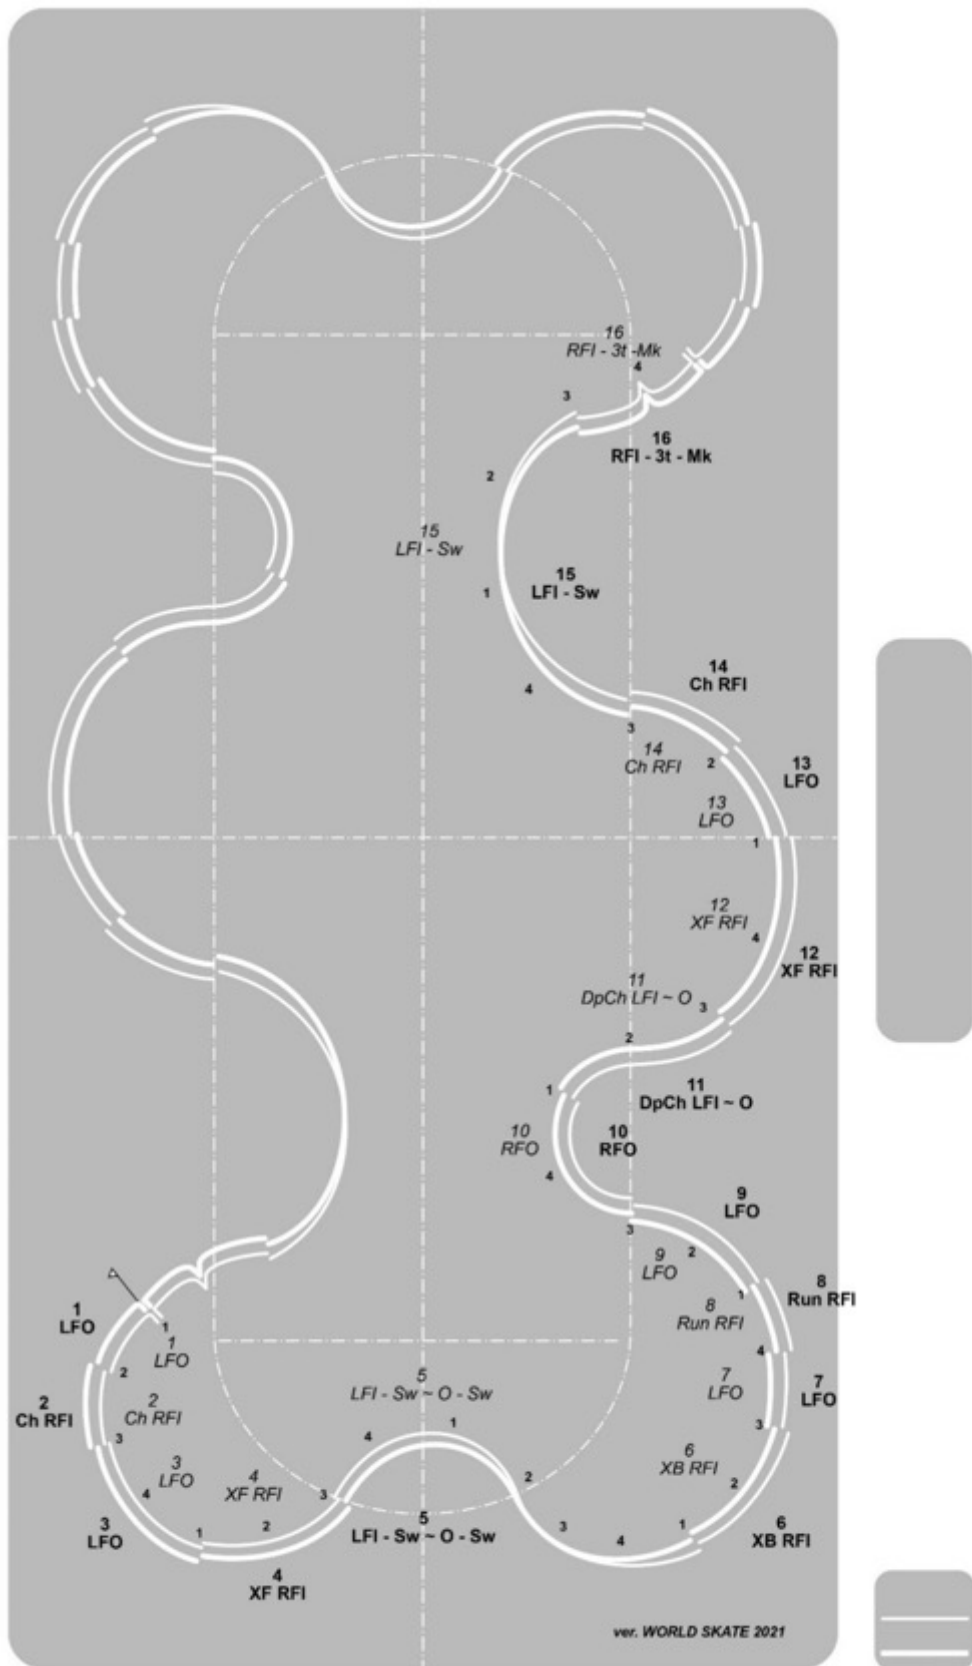 16
RFI - 3t -Mk
4
3
16
RFI - 3t - Mk
2
15
LFI - Sw
15
LFI - Sw
1
14
Ch RFI
4
3
14
Ch RFI
2
13
LFO
13
LFO
1
12
XF RFI
4
12
XF RFI
11
DpCh LFI ~ O
3
2
11
DpCh LFI ~ O
1
10
RFO
10
RFO
4
9
LFO
3
2
9
LFO
8
Run RFI
1
8
Run RFI
1
LFO
1
1
LFO
4
7
LFO
7
LFO
2
5
LFI - Sw ~ O - Sw
2
Ch RFI
2
Ch RFI
3
4
1
3
6
XB RFI
3
LFO
4
XF RFI
4
3
2
2
3
LFO
1
2
5
LFI - Sw ~ O - Sw
3
4
1
6
XB RFI
4
XF RFI
ver. WORLD SKATE 2021